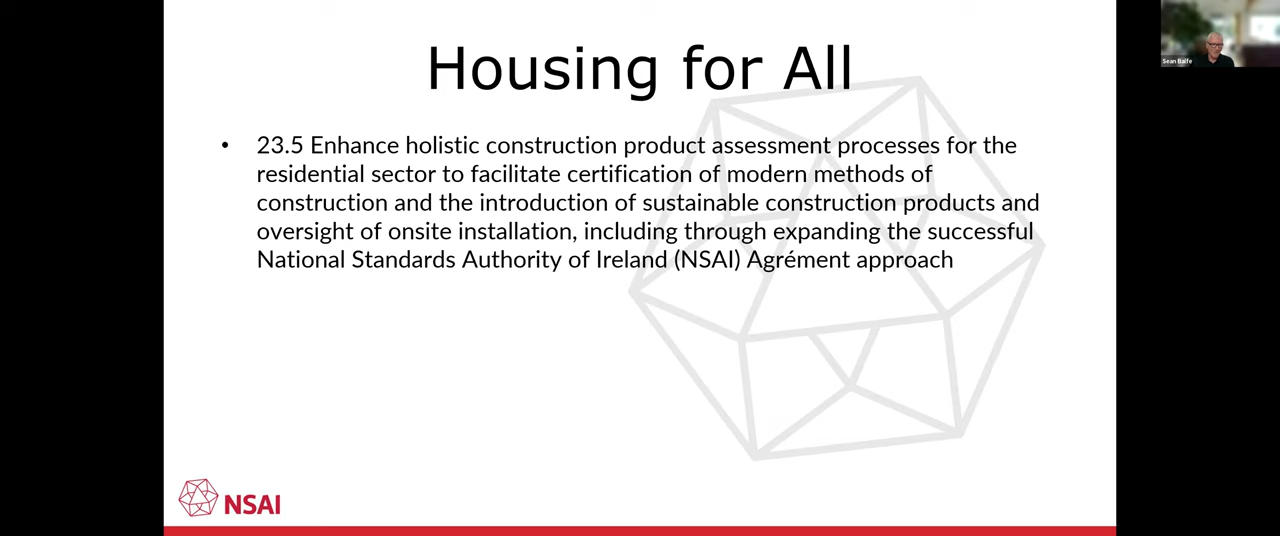 Housing for All
• 23.5 Enhance holistic construction product assessment processes for the
residential sector to facilitate certification of modern methods of
construction and the introduction of sustainable construction products and
oversight of onsite installation, including through expanding the successful
National Standards Authority of Ireland (NSAI) Agrément approach
NSAI
Sean Balfe